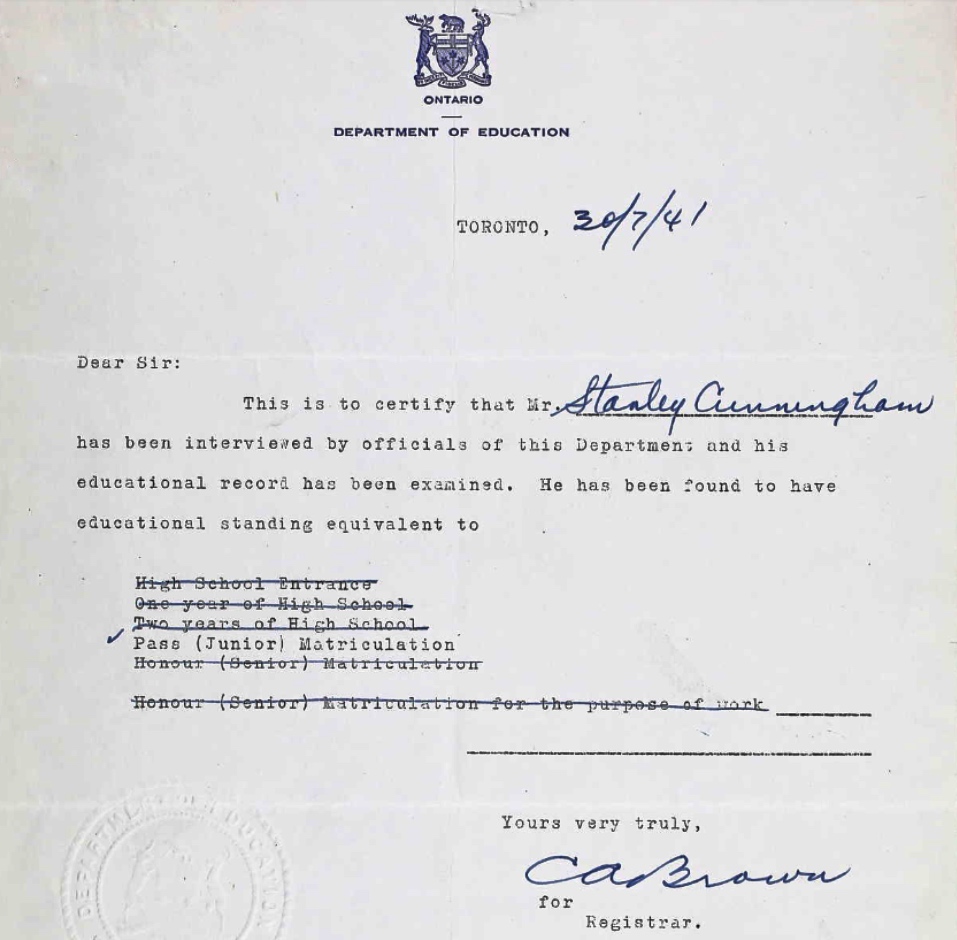 ONTARIO
DEPARTMENT OF EDUCATION
TORONTO, 30/7/41
Dear Sir:
This is to certify that Mr. Stanley Cunningham
has been interviewed by officials of this Department and his
educational record has been examined. He has been found to have
educational standing equivalent to
High School Entrance
One year of High School
Two years of High School
✓ Pass (Junior) Matriculation
Honour (Senior) Matriculation
Honour (Senior) Matriculation for the purpose of work
Yours very truly,
C A Brown
for
Registrar.
DEPARTMENT OF EDUCATION